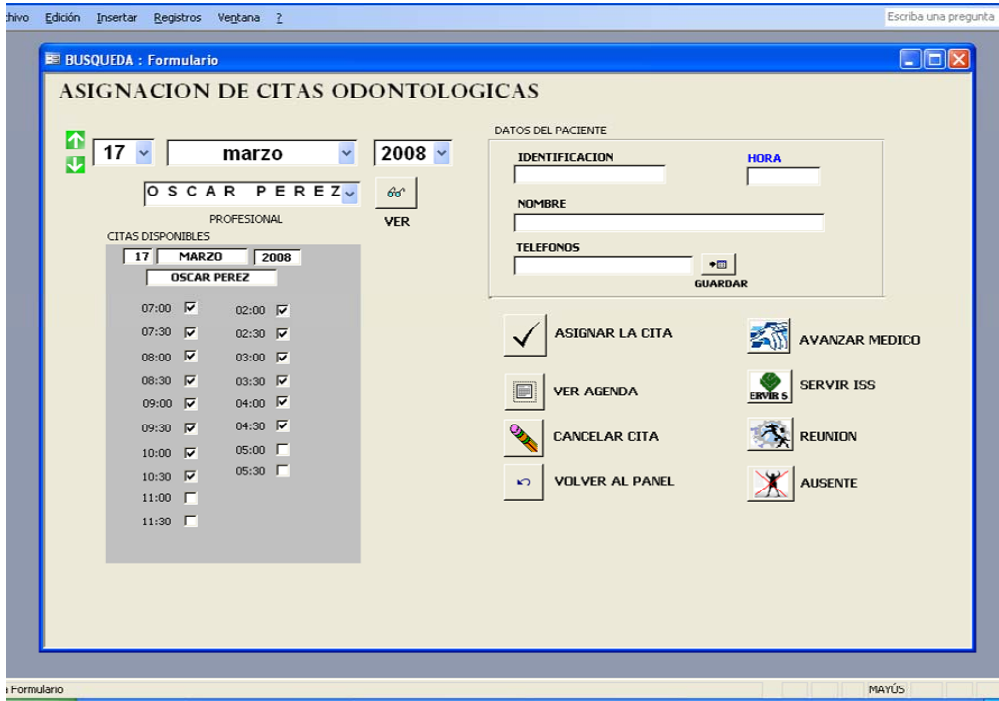 chivo Edición Insertar Registros Ventana ? Escriba una pregunta
BUSQUEDA : Formulario
ASIGNACION DE CITAS ODONTOLOGICAS
17 marzo 2008
OSCAR PEREZ
PROFESIONAL
VER
CITAS DISPONIBLES
17 MARZO 2008
OSCAR PEREZ
07:00 02:00
07:30 02:30
08:00 03:00
08:30 03:30
09:00 04:00
09:30 04:30
10:00 05:00
10:30 05:30
11:00
11:30
DATOS DEL PACIENTE
IDENTIFICACION HORA
NOMBRE
TELEFONOS
GUARDAR
ASIGNAR LA CITA
VER AGENDA
CANCELAR CITA
VOLVER AL PANEL
AVANZAR MEDICO
ERVIR S SERVIR ISS
REUNION
AUSENTE
Formulario MAYÚS